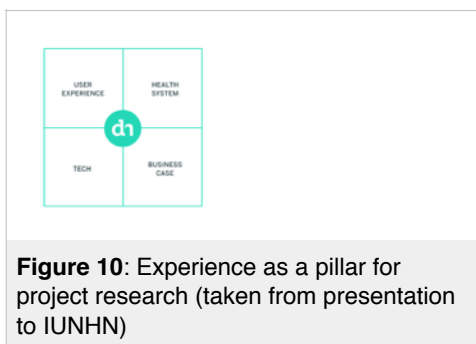 USER
EXPERIENCE
HEALTH
SYSTEM
dh
TECH
BUSINESS
CASE
Figure 10: Experience as a pillar for
project research (taken from presentation
to IUNHN)